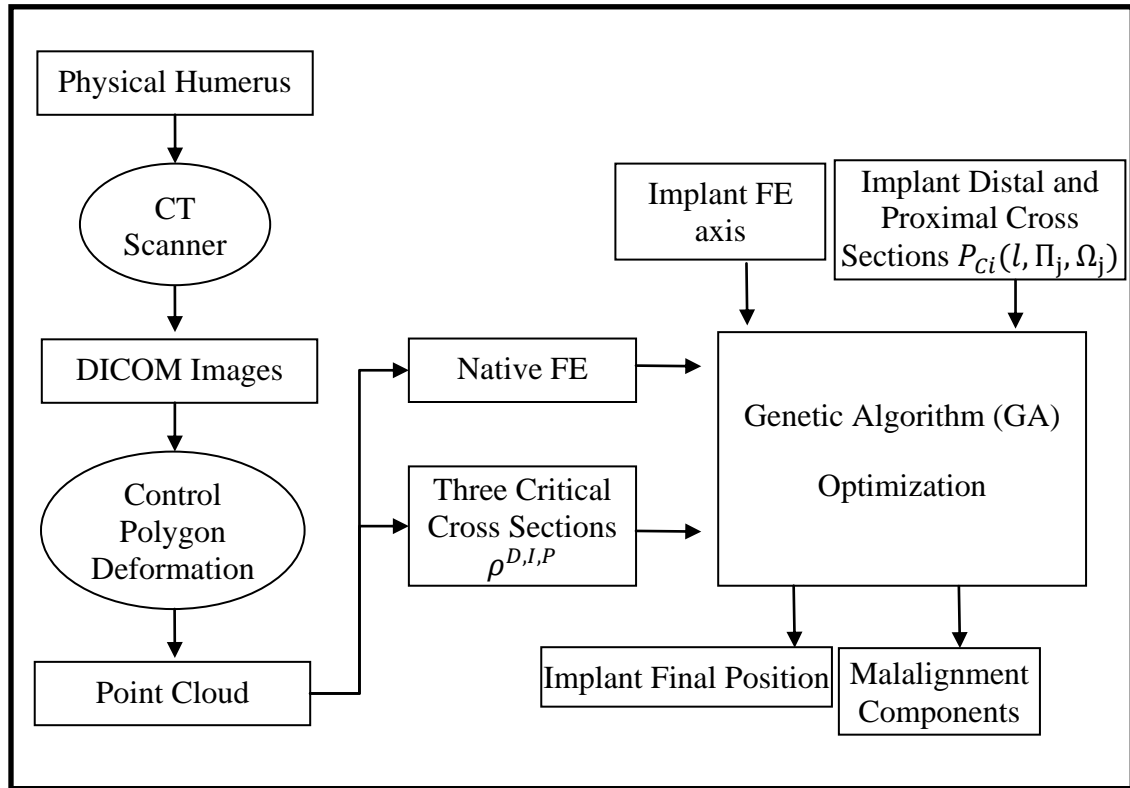 Physical Humerus
CT
Scanner
DICOM Images
Control
Polygon
Deformation
Point Cloud
Native FE
Three Critical
Cross Sections
ρ^{D,I,P}
Implant FE
axis
Implant Distal and
Proximal Cross
Sections P_{Ci}(l, Π_j, Ω_j)
Genetic Algorithm (GA)
Optimization
Implant Final Position
Malalignment
Components